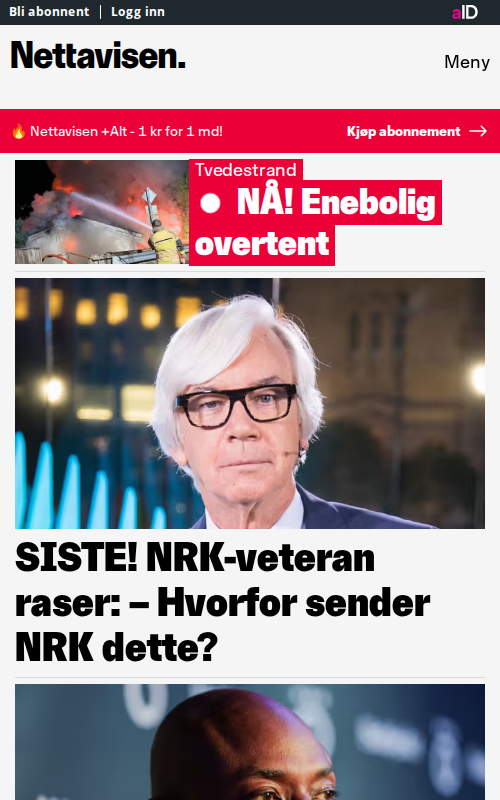 Bli abonnent | Logg inn
aID
Nettavisen.
Meny
Nettavisen +Alt - 1 kr for 1 md!
Kjøp abonnement →
Tvedestrand
NÅ! Enebolig
overtent
SISTE! NRK-veteran
raser: – Hvorfor sender
NRK dette?